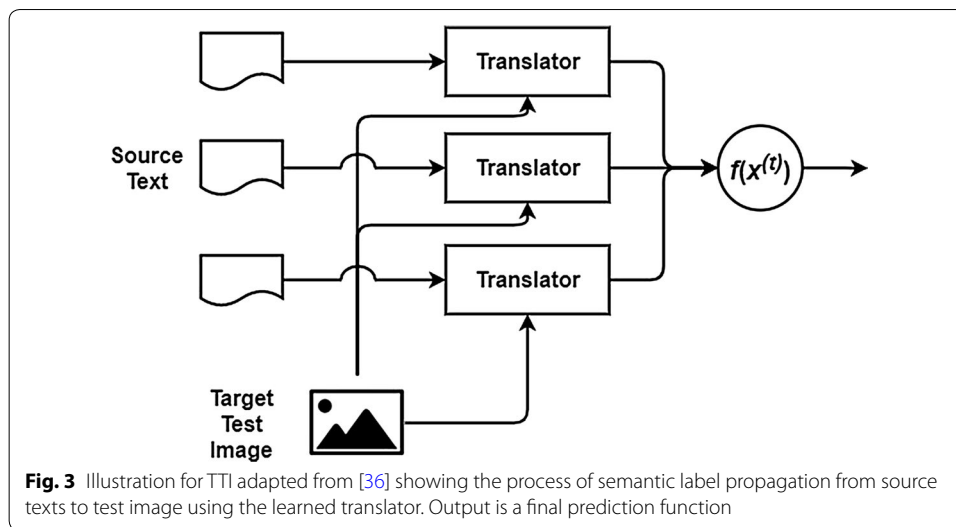 Translator
Source
Text
Translator
f(x^(t))
Translator
Target
Test
Image
Fig. 3 Illustration for TTI adapted from [36] showing the process of semantic label propagation from source
texts to test image using the learned translator. Output is a final prediction function